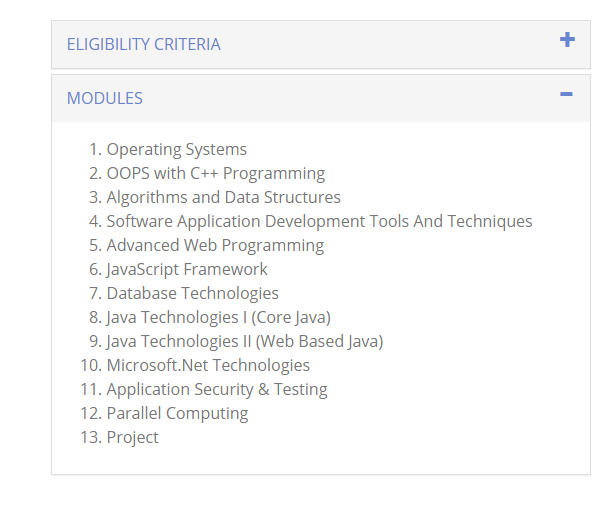 ELIGIBILITY CRITERIA
MODULES
1. Operating Systems
2. OOPS with C++ Programming
3. Algorithms and Data Structures
4. Software Application Development Tools And Techniques
5. Advanced Web Programming
6. JavaScript Framework
7. Database Technologies
8. Java Technologies I (Core Java)
9. Java Technologies II (Web Based Java)
10. Microsoft.Net Technologies
11. Application Security & Testing
12. Parallel Computing
13. Project